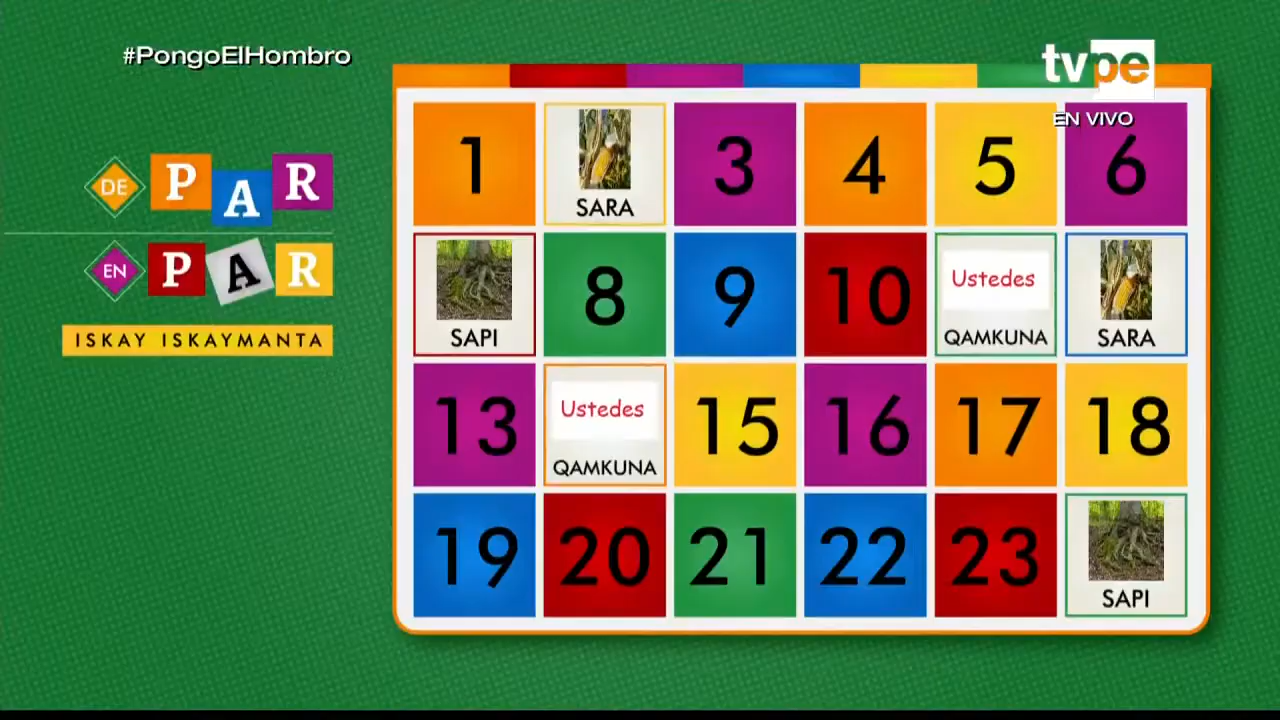 #PongoElHombro
tvpe
EN VIVO
DE PAR
EN PAR
ISKAY ISKAYMANTA
1
SARA
3
4
5
6
SAPI
8
9
10
Ustedes
QAMKUNA
SARA
13
Ustedes
QAMKUNA
15
16
17
18
19
20
21
22
23
SAPI